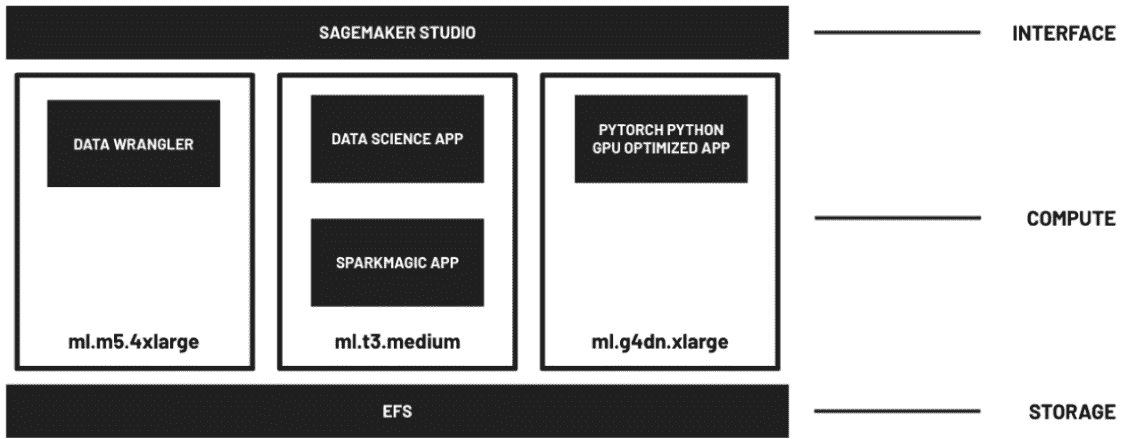 SAGEMAKER STUDIO
INTERFACE
DATA WRANGLER
DATA SCIENCE APP
PYTORCH PYTHON
GPU OPTIMIZED APP
COMPUTE
SPARKMAGIC APP
ml.m5.4xlarge
ml.t3.medium
ml.g4dn.xlarge
EFS
STORAGE